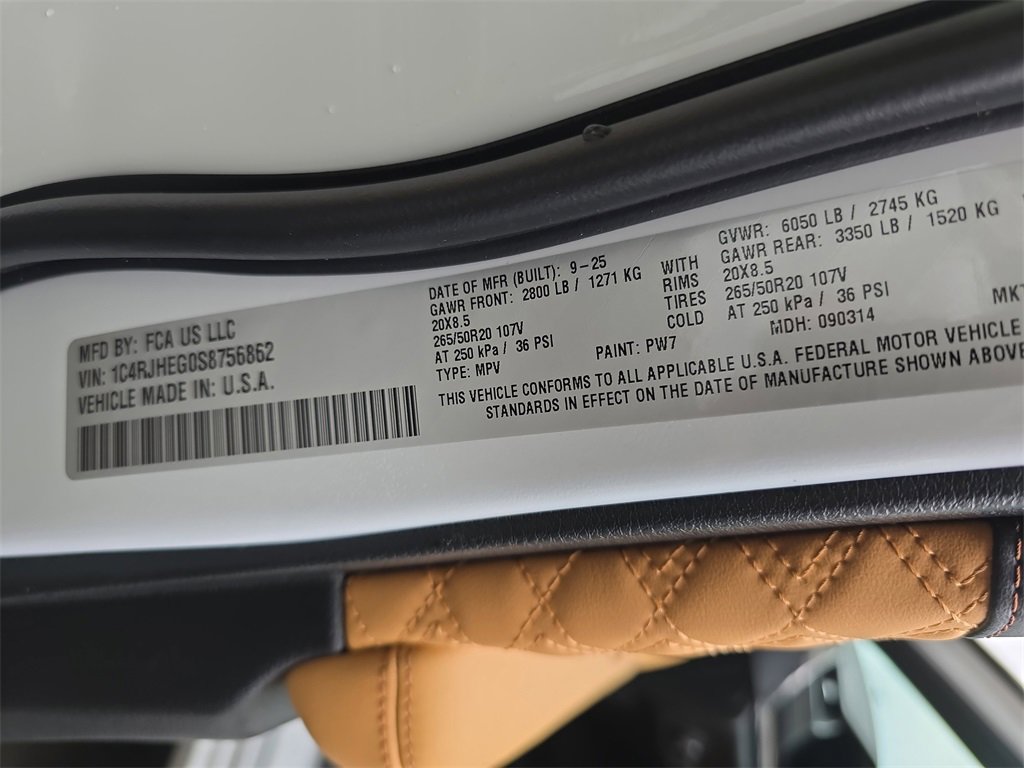 MFD BY: FCA US LLC
VIN: 1C4RJHEG0S8756862
VEHICLE MADE IN: U.S.A.
DATE OF MFR (BUILT): 9-25
GAWR FRONT: 2800 LB / 1271 KG
20X8.5
265/50R20 107V
AT 250 kPa / 36 PSI
TYPE: MPV
WITH
RIMS
TIRES
COLD
GVWR: 6050 LB / 2745 KG
GAWR REAR: 3350 LB / 1520 KG
20X8.5
265/50R20 107V
AT 250 kPa / 36 PSI
PAINT: PW7
MDH: 090314
MKT
THIS VEHICLE CONFORMS TO ALL APPLICABLE U.S.A. FEDERAL MOTOR VEHICLE
STANDARDS IN EFFECT ON THE DATE OF MANUFACTURE SHOWN ABOVE